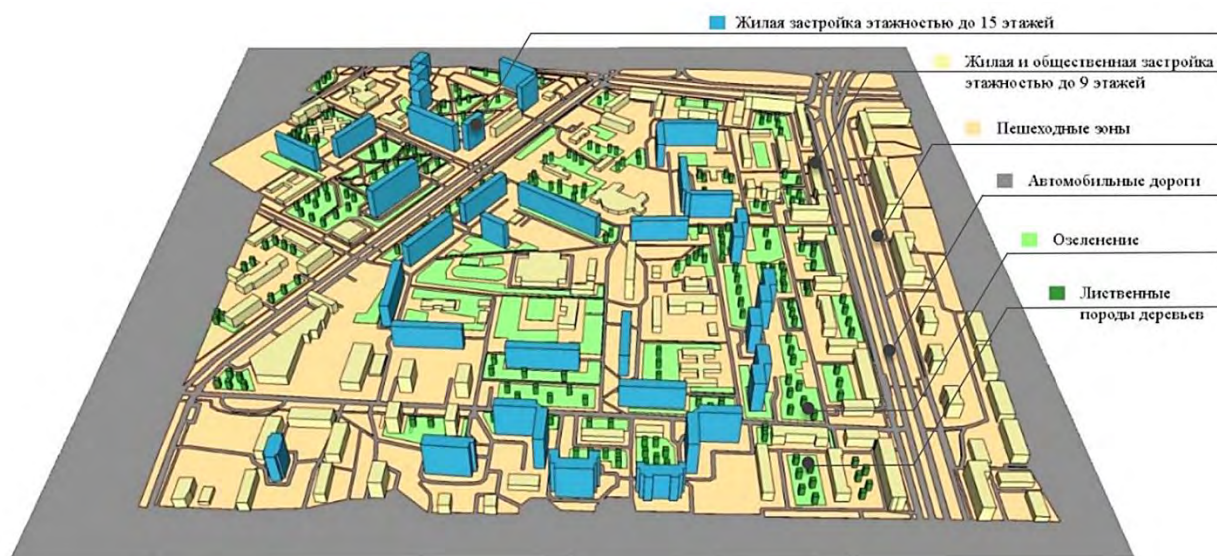 Жилая застройка этажностью до 15 этажей
Жилая и общественная застройка
этажностью до 9 этажей
Пешеходные зоны
Автомобильные дороги
Озеленение
Лиственные
породы деревьев